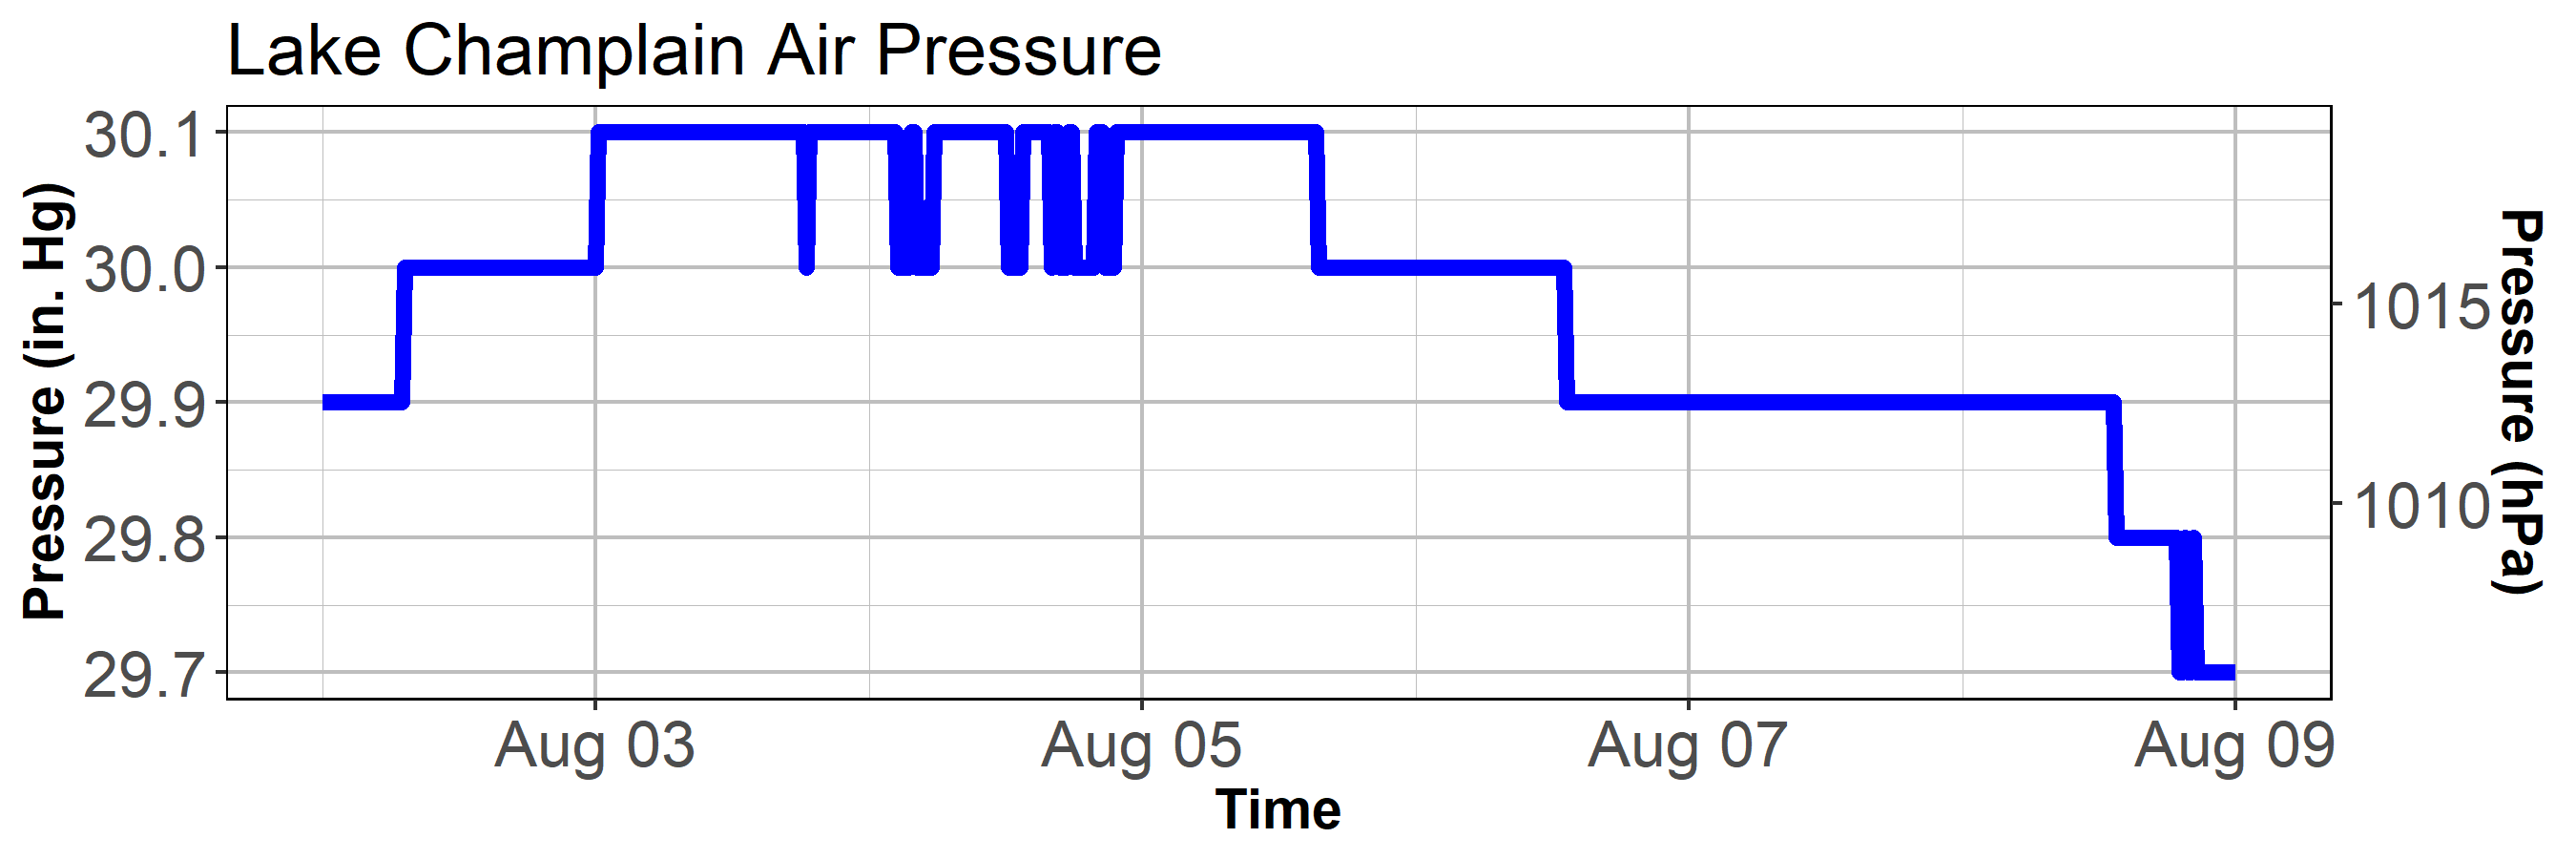 Lake Champlain Air Pressure
Pressure (in. Hg)
30.1
30.0
29.9
29.8
29.7
1015
1010
Pressure (hPa)
Aug 03
Aug 05
Aug 07
Aug 09
Time